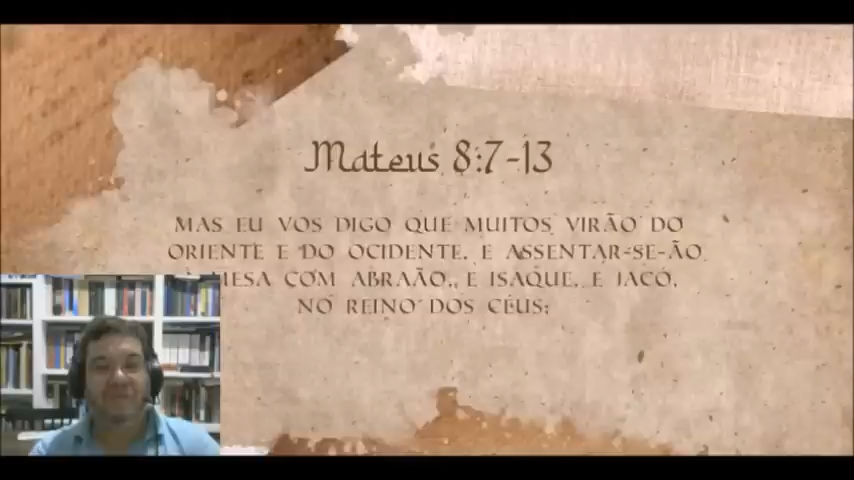 Mateus 8:7-13
MAS EU VOS DIGO QUE MUITOS VIRÃO DO
ORIENTE E DO OCIDENTE, E ASSENTAR-SE-ÃO
MESA COM ABRAÃO, E ISAQUE, E JACÓ,
NO REINO DOS CÉUS;